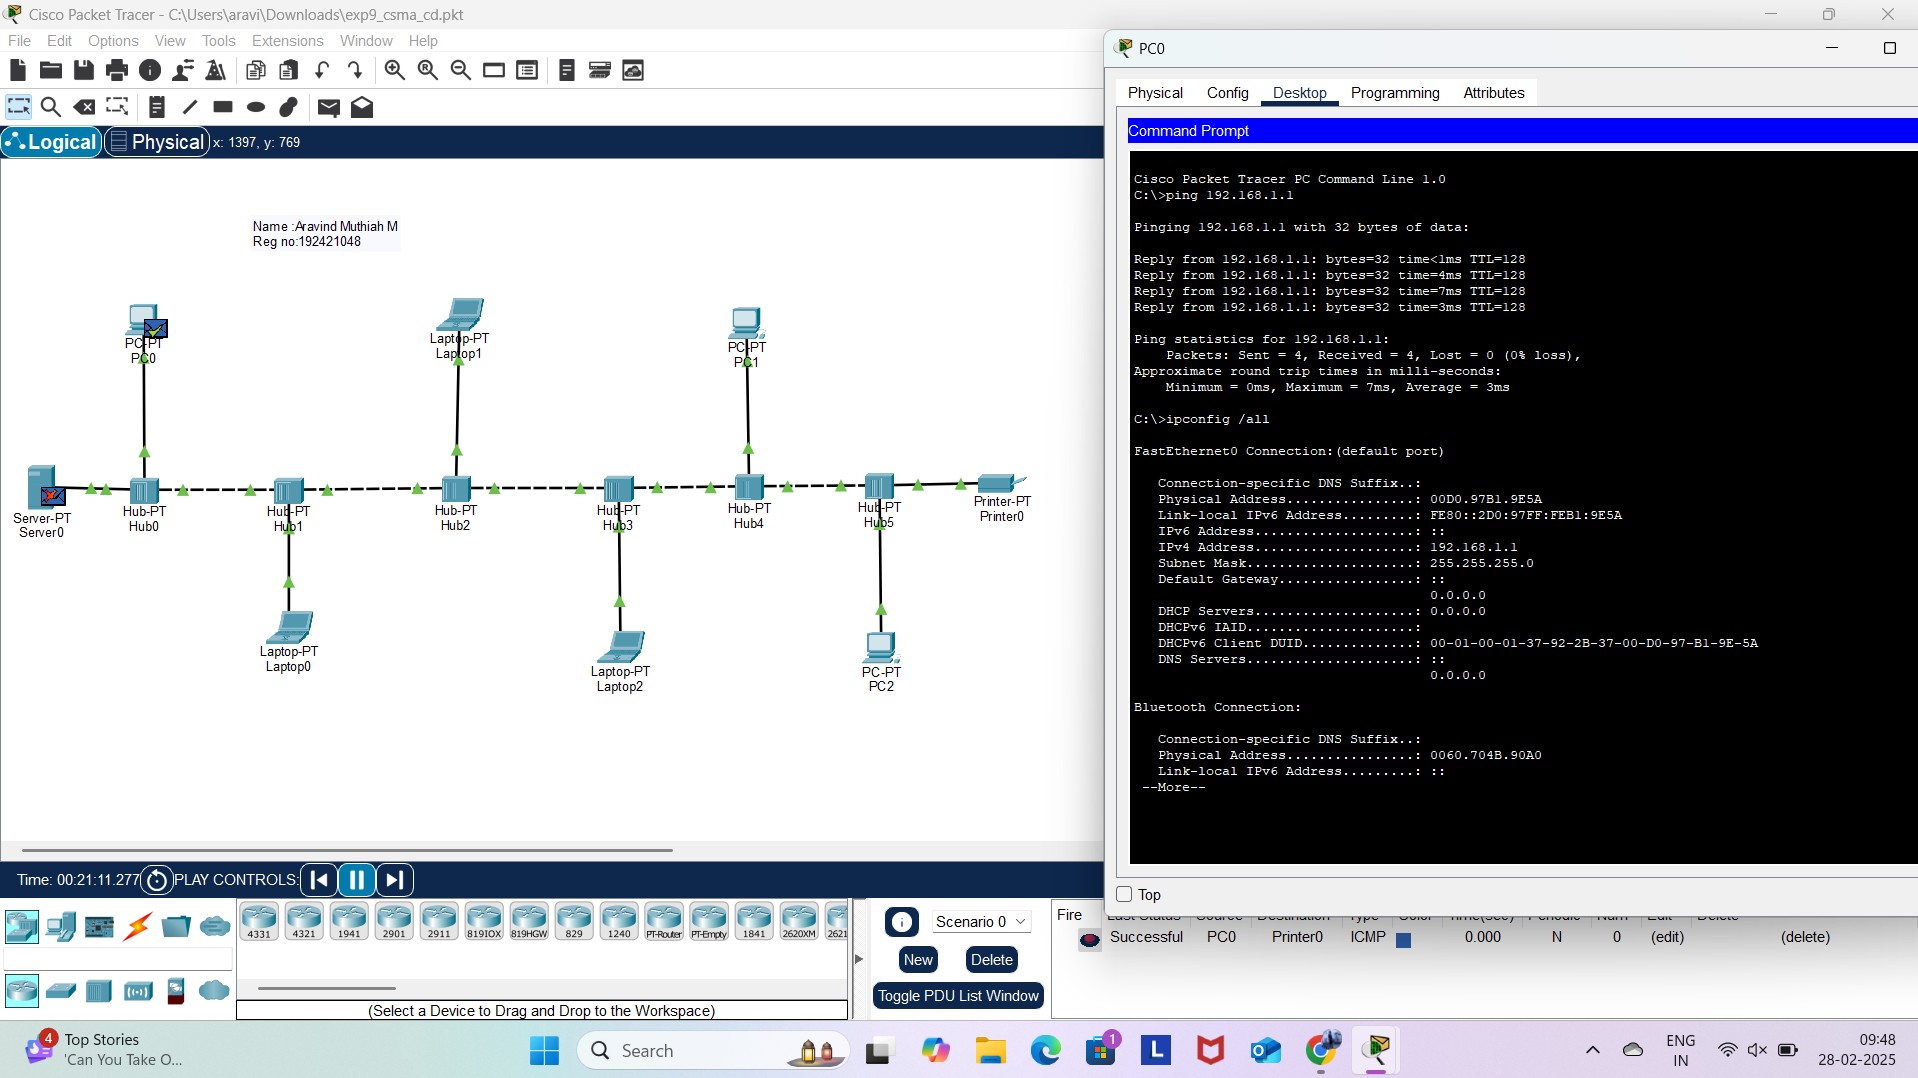 Cisco Packet Tracer - C:\Users\aravi\Downloads\exp9_csma_cd.pkt
File Edit Options View Tools Extensions Window Help
Logical Physical x: 1397, y: 769
Name :Aravind Muthiah M
Reg no:192421048
PC-PT
PC0
Laptop-PT
Laptop1
PC-PT
PC1
Server-PT
Server0
Hub-PT
Hub0
Hub-PT
Hub1
Hub-PT
Hub2
Hub-PT
Hub3
Hub-PT
Hub4
Hub-PT
Hub5
Printer-PT
Printer0
Laptop-PT
Laptop0
Laptop-PT
Laptop2
PC-PT
PC2
PC0
Physical Config Desktop Programming Attributes
Command Prompt
Cisco Packet Tracer PC Command Line 1.0
C:\>ping 192.168.1.1
Pinging 192.168.1.1 with 32 bytes of data:
Reply from 192.168.1.1: bytes=32 time<1ms TTL=128
Reply from 192.168.1.1: bytes=32 time=4ms TTL=128
Reply from 192.168.1.1: bytes=32 time=7ms TTL=128
Reply from 192.168.1.1: bytes=32 time=3ms TTL=128
Ping statistics for 192.168.1.1:
Packets: Sent = 4, Received = 4, Lost = 0 (0% loss),
Approximate round trip times in milli-seconds:
Minimum = 0ms, Maximum = 7ms, Average = 3ms
C:\>ipconfig /all
FastEthernet0 Connection:(default port)
Connection-specific DNS Suffix..:
Physical Address................: 00D0.97B1.9E5A
Link-local IPv6 Address.........: FE80::2D0:97FF:FEB1:9E5A
IPv6 Address....................: ::
IPv4 Address....................: 192.168.1.1
Subnet Mask.....................: 255.255.255.0
Default Gateway.................: ::
0.0.0.0
DHCP Servers....................: 0.0.0.0
DHCPv6 IAID.....................:
DHCPv6 Client DUID..............: 00-01-00-01-37-92-2B-37-00-D0-97-B1-9E-5A
DNS Servers.....................: ::
0.0.0.0
Bluetooth Connection:
Connection-specific DNS Suffix..:
Physical Address................: 0060.704B.90A0
Link-local IPv6 Address.........: ::
--More--
Top
Time: 00:21:11.277 PLAY CONTROLS:
4331 4321 1941 2901 2911 819IOX 819HGW 829 1240 PT-Router PT-Empty 1841 2620XM 2621
(Select a Device to Drag and Drop to the Workspace)
Scenario 0
New Delete
Toggle PDU List Window
Fire Last Status Source Destination Type Color Time(sec) Periodic Num Edit Delete
Successful PC0 Printer0 ICMP 0.000 N 0 (edit) (delete)
4
Top Stories
'Can You Take O...
Search
1
L
ENG
IN
09:48
28-02-2025